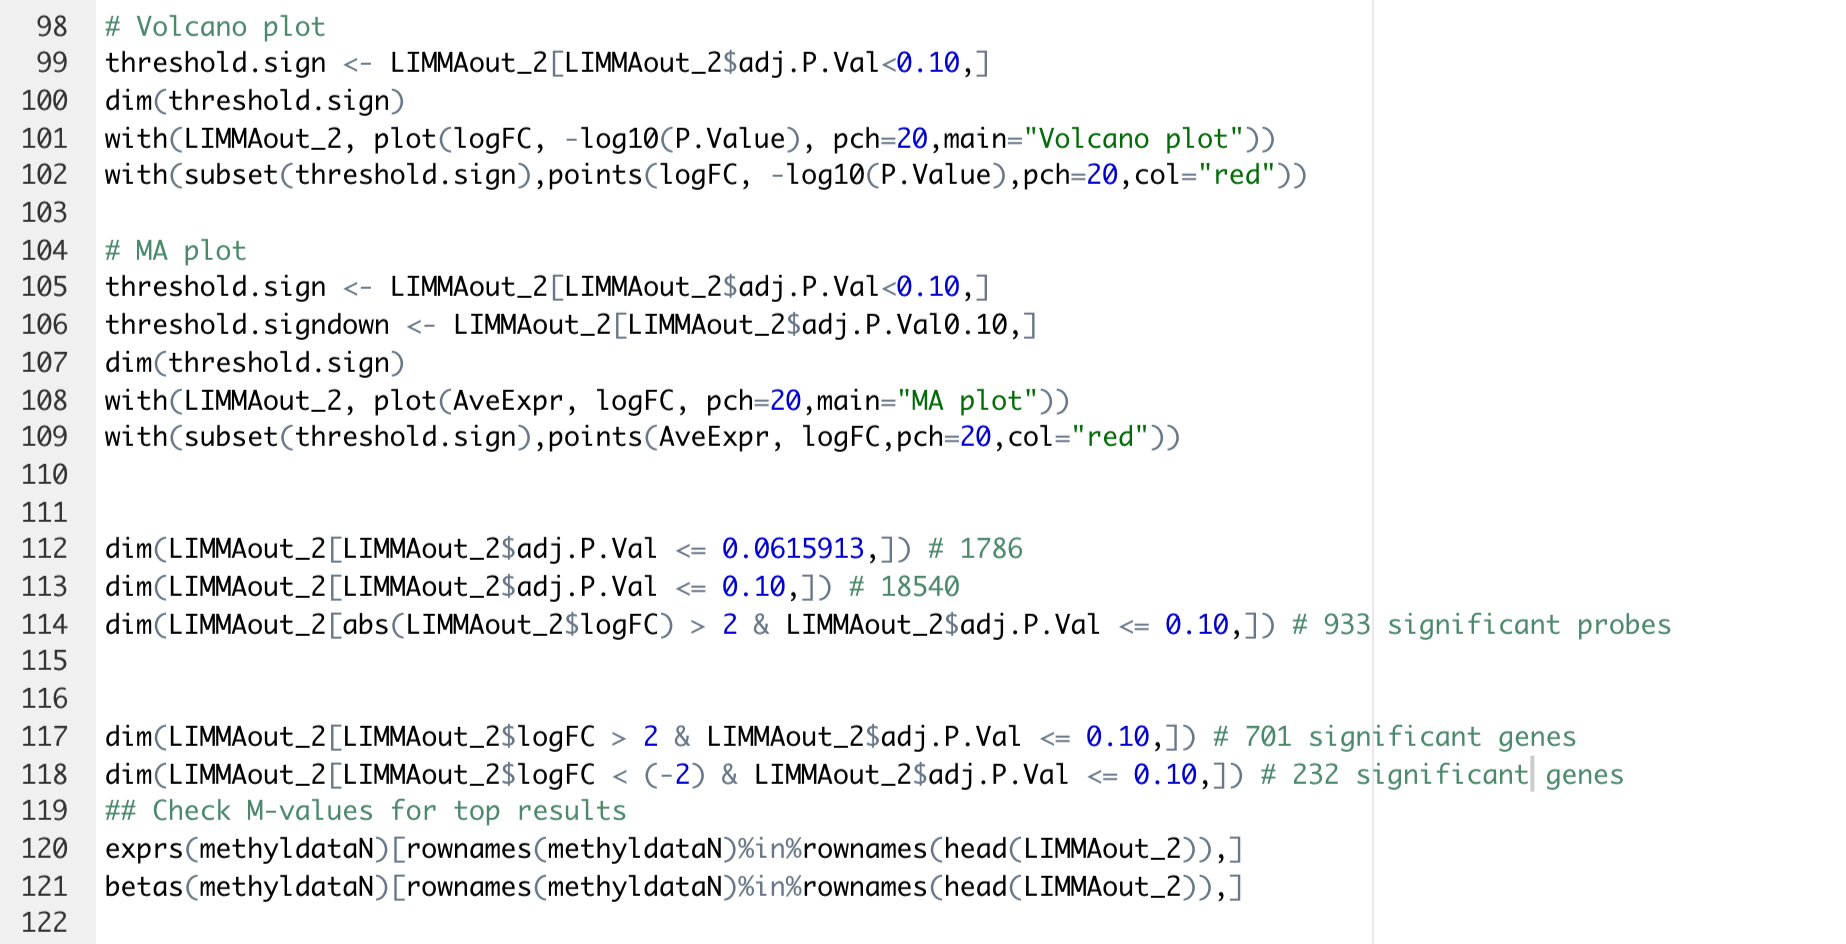 98 # Volcano plot
99 threshold.sign <- LIMMAout_2[LIMMAout_2$adj.P.Val<0.10,]
100 dim(threshold.sign)
101 with(LIMMAout_2, plot(logFC, -log10(P.Value), pch=20,main="Volcano plot"))
102 with(subset(threshold.sign),points(logFC, -log10(P.Value),pch=20,col="red"))
103
104 # MA plot
105 threshold.sign <- LIMMAout_2[LIMMAout_2$adj.P.Val<0.10,]
106 threshold.signdown <- LIMMAout_2[LIMMAout_2$adj.P.Val0.10,]
107 dim(threshold.sign)
108 with(LIMMAout_2, plot(AveExpr, logFC, pch=20,main="MA plot"))
109 with(subset(threshold.sign),points(AveExpr, logFC,pch=20,col="red"))
110
111
112 dim(LIMMAout_2[LIMMAout_2$adj.P.Val <= 0.0615913,]) # 1786
113 dim(LIMMAout_2[LIMMAout_2$adj.P.Val <= 0.10,]) # 18540
114 dim(LIMMAout_2[abs(LIMMAout_2$logFC) > 2 & LIMMAout_2$adj.P.Val <= 0.10,]) # 933 significant probes
115
116
117 dim(LIMMAout_2[LIMMAout_2$logFC > 2 & LIMMAout_2$adj.P.Val <= 0.10,]) # 701 significant genes
118 dim(LIMMAout_2[LIMMAout_2$logFC < (-2) & LIMMAout_2$adj.P.Val <= 0.10,]) # 232 significant genes
119 ## Check M-values for top results
120 exprs(methyldataN)[rownames(methyldataN)%in%rownames(head(LIMMAout_2)),]
121 betas(methyldataN)[rownames(methyldataN)%in%rownames(head(LIMMAout_2)),]
122